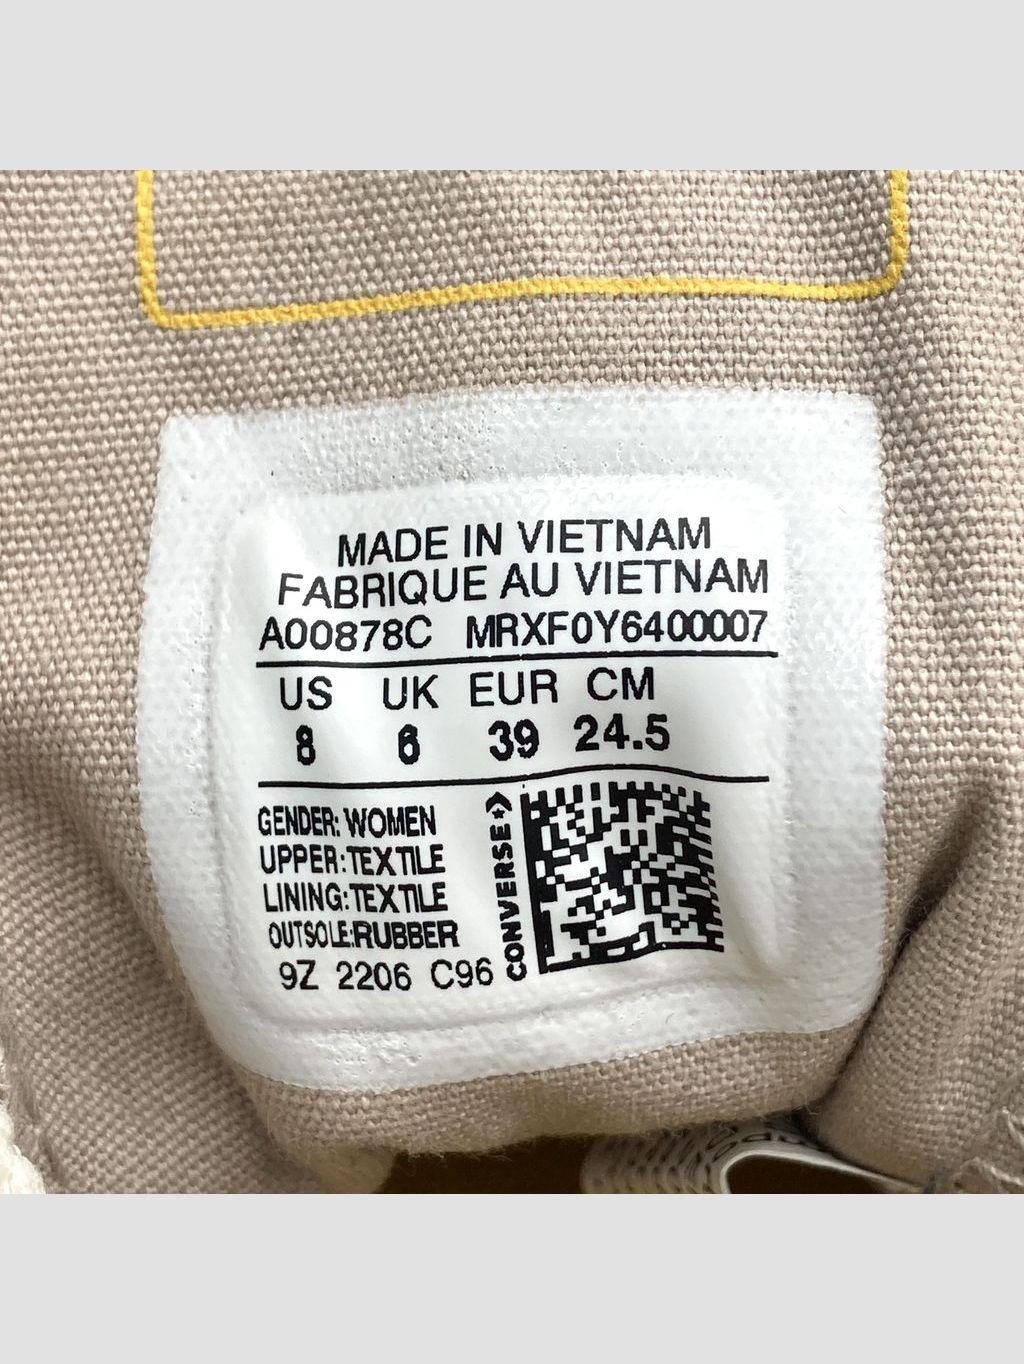 MADE IN VIETNAM
FABRIQUE AU VIETNAM
A00878C MRXF0Y6400007
US UK EUR CM
8 6 39 24.5
GENDER: WOMEN
UPPER: TEXTILE
LINING: TEXTILE
OUTSOLE: RUBBER
9Z 2206 C96
CONVERSE